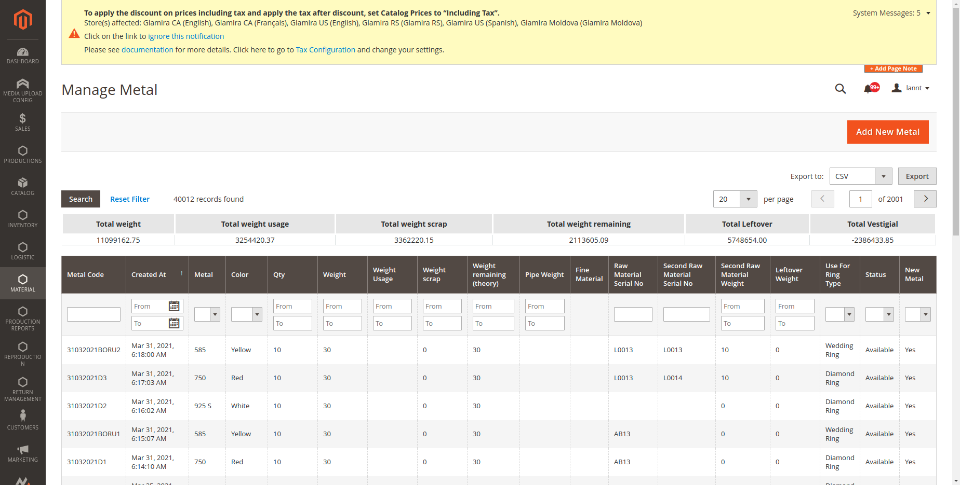 To apply the discount on prices including tax and apply the tax after discount, set Catalog Prices to “Including Tax”.
Store(s) affected: Glamira CA (English), Glamira CA (Français), Glamira US (English), Glamira RS (Glamira RS), Glamira US (Spanish), Glamira Moldova (Glamira Moldova)
Click on the link to ignore this notification
Please see documentation for more details. Click here to go to Tax Configuration and change your settings.
System Messages: 5
+ Add Page Note
DASHBOARD
MEDIA UPLOAD CONFIG
SALES
PRODUCTIONS
CATALOG
INVENTORY
LOGISTIC
MATERIAL
PRODUCTION REPORTS
REPRODUCTION
RETURN MANAGEMENT
CUSTOMERS
MARKETING
Manage Metal
99+
lannt
Add New Metal
Export to: CSV Export
Search Reset Filter 40012 records found
20 per page 1 of 2001
Total weight Total weight usage Total weight scrap Total weight remaining Total Leftover Total Vestigial
11099162.75 3254420.37 3362220.15 2113605.09 5748654.00 -2386433.85
Metal Code Created At ↑ Metal Color Qty Weight Weight Usage Weight scrap Weight remaining (theory) Pipe Weight Fine Material Raw Material Serial No Second Raw Material Serial No Second Raw Material Weight Leftover Weight Use For Ring Type Status New Metal
From From From From From From From From From
To To To To To To To To To
31032021BORU2 Mar 31, 2021, 6:18:00 AM 585 Yellow 10 30 0 30 L0013 L0013 10 0 Wedding Ring Available Yes
31032021D3 Mar 31, 2021, 6:17:03 AM 750 Red 10 30 0 30 L0013 L0014 10 0 Diamond Ring Available Yes
31032021D2 Mar 31, 2021, 6:16:02 AM 925 S White 10 30 0 30 0 0 Diamond Ring Available Yes
31032021BORU1 Mar 31, 2021, 6:15:07 AM 585 Yellow 10 30 0 30 AB13 0 0 Wedding Ring Available Yes
31032021D1 Mar 31, 2021, 6:14:10 AM 750 Red 10 30 0 30 AB13 0 0 Diamond Ring Available Yes